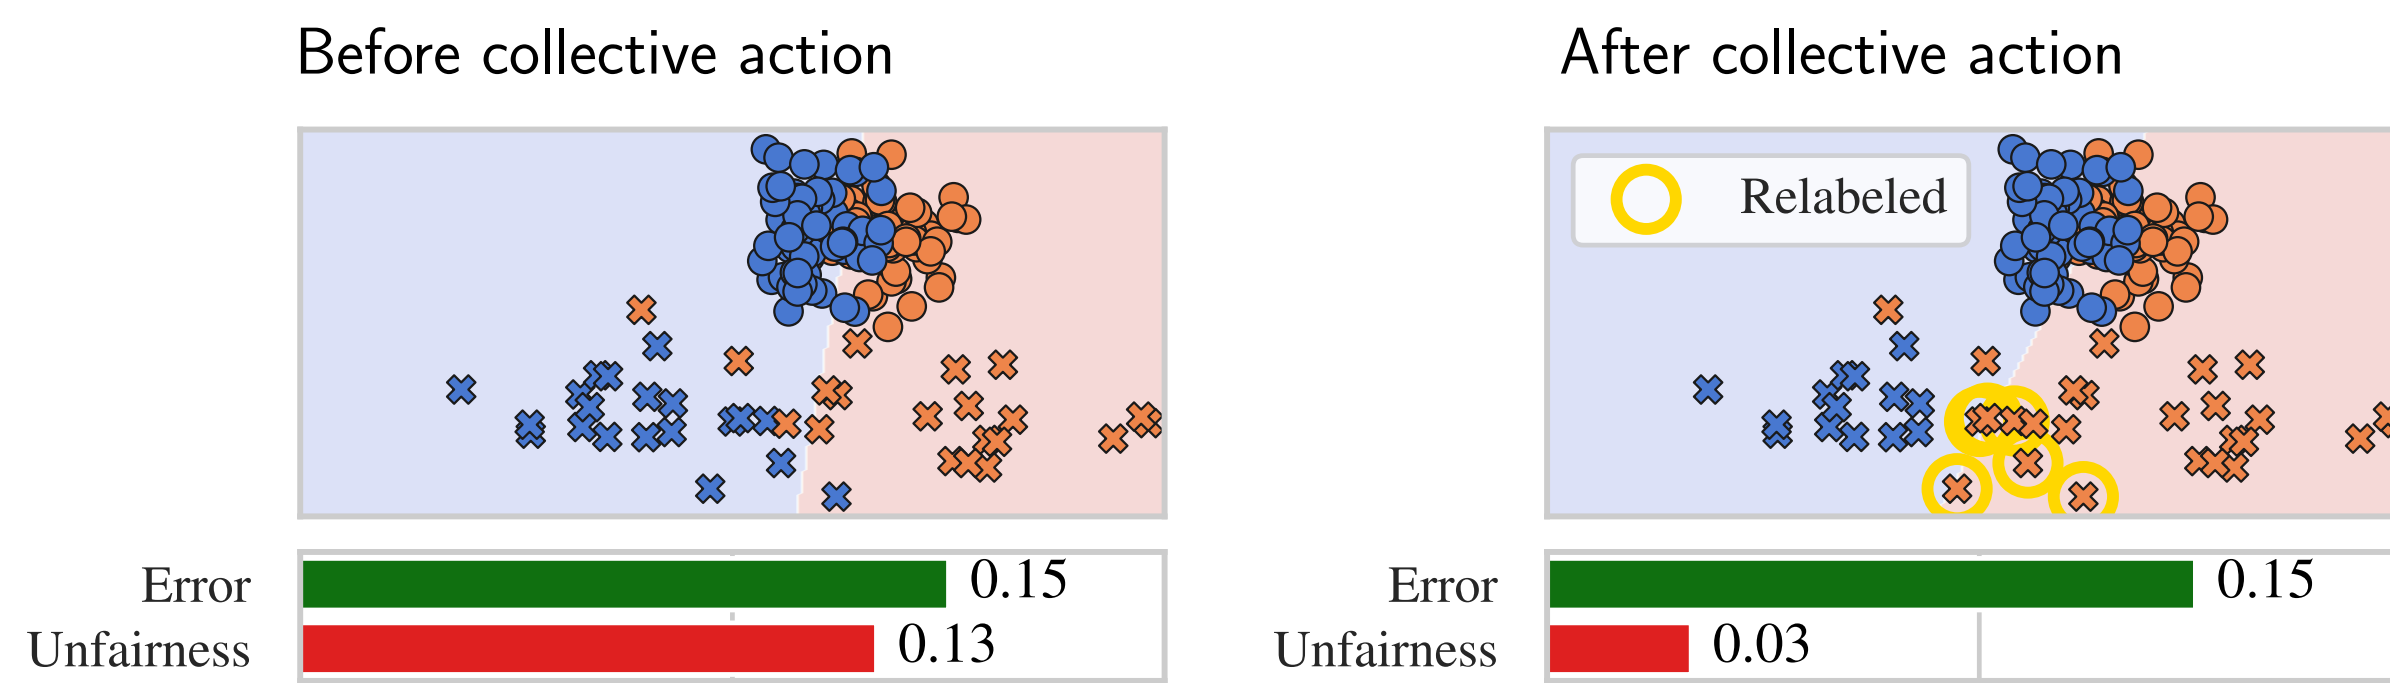 Before collective action
Error 0.15
Unfairness 0.13
After collective action
Relabeled
Error 0.15
Unfairness 0.03